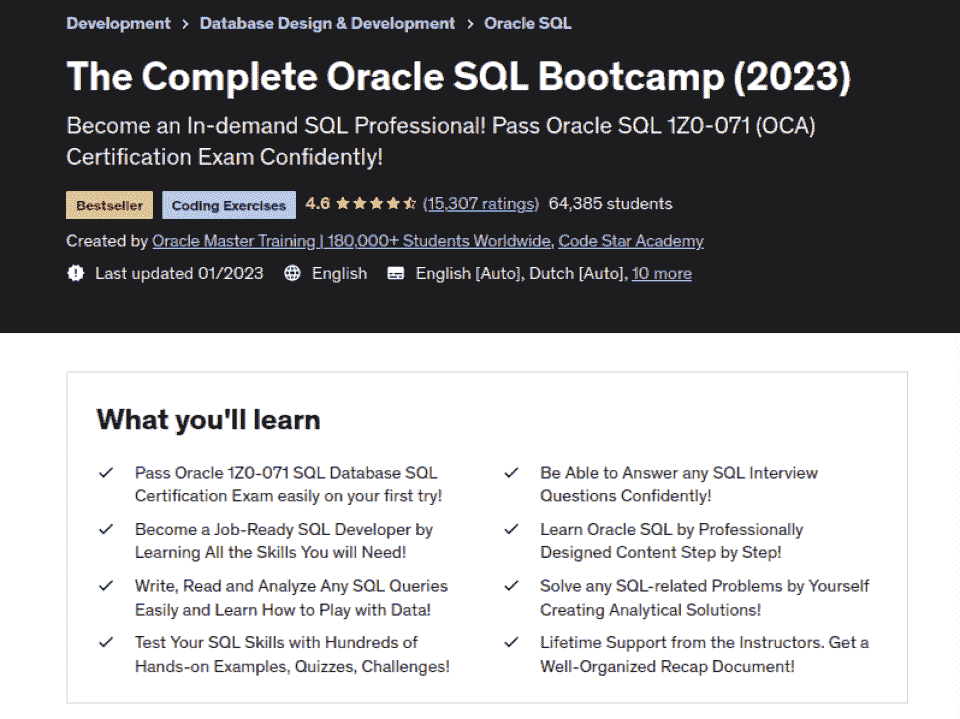 Development > Database Design & Development > Oracle SQL
The Complete Oracle SQL Bootcamp (2023)
Become an In-demand SQL Professional! Pass Oracle SQL 1Z0-071 (OCA)
Certification Exam Confidently!
Bestseller Coding Exercises 4.6 (15,307 ratings) 64,385 students
Created by Oracle Master Training | 180,000+ Students Worldwide, Code Star Academy
Last updated 01/2023 English English [Auto], Dutch [Auto], 10 more
What you'll learn
Pass Oracle 1Z0-071 SQL Database SQL
Certification Exam easily on your first try!
Become a Job-Ready SQL Developer by
Learning All the Skills You will Need!
Write, Read and Analyze Any SQL Queries
Easily and Learn How to Play with Data!
Test Your SQL Skills with Hundreds of
Hands-on Examples, Quizzes, Challenges!
Be Able to Answer any SQL Interview
Questions Confidently!
Learn Oracle SQL by Professionally
Designed Content Step by Step!
Solve any SQL-related Problems by Yourself
Creating Analytical Solutions!
Lifetime Support from the Instructors. Get a
Well-Organized Recap Document!